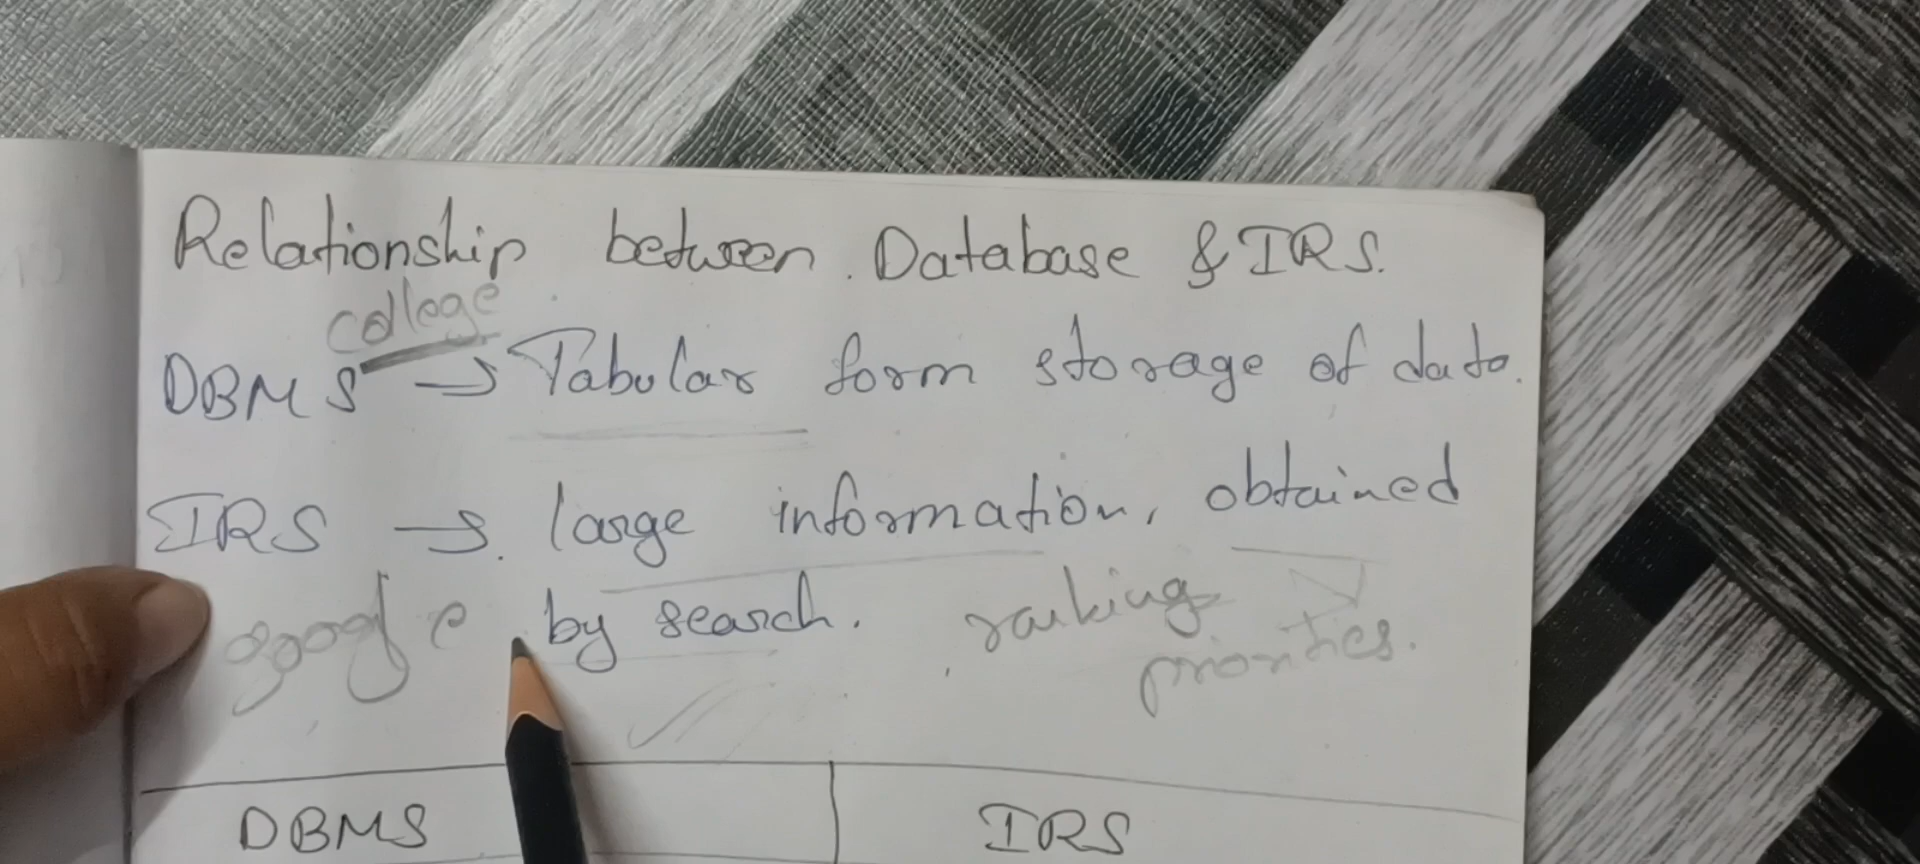 Relationship between Database & IRS.
college
DBMS → Tabular form storage of data.
IRS → large information, obtained
google by search. ranking
priorities.
DBMS IRS